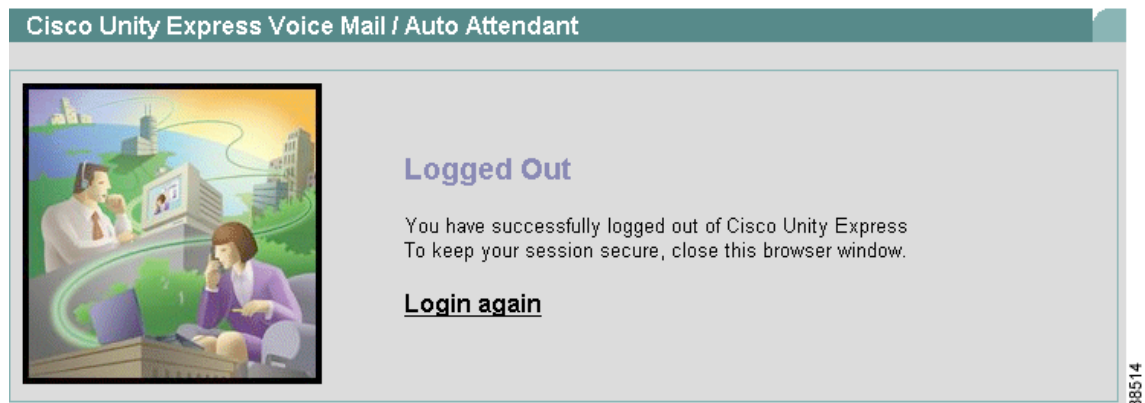 Cisco Unity Express Voice Mail / Auto Attendant
Logged Out
You have successfully logged out of Cisco Unity Express
To keep your session secure, close this browser window.
Login again